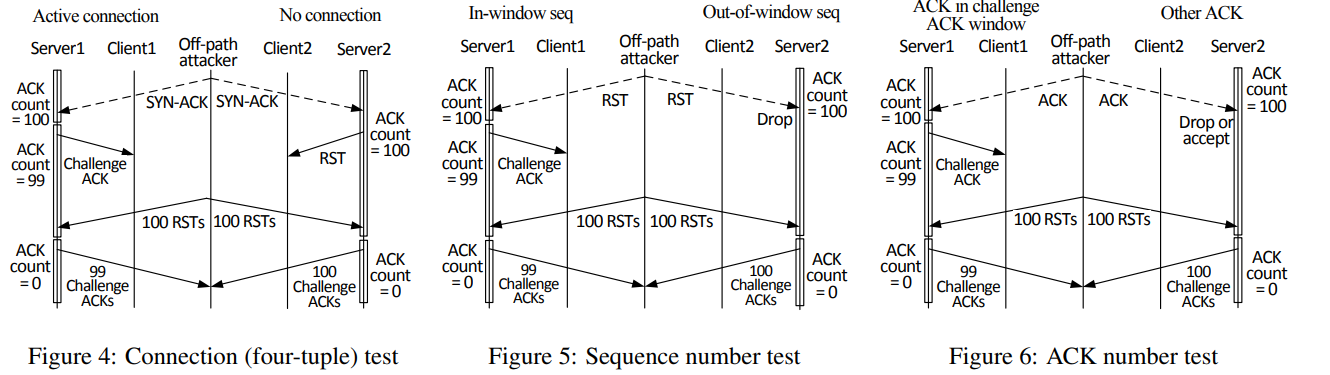 Active connection
No connection
Server1 Client1 Off-path attacker Client2 Server2
ACK count = 100
SYN-ACK SYN-ACK
ACK count = 100
RST
ACK count = 99
Challenge ACK
100 RSTs 100 RSTs
ACK count = 0
99 Challenge ACKs
100 Challenge ACKs
ACK count = 0
Figure 4: Connection (four-tuple) test
In-window seq
Out-of-window seq
Server1 Client1 Off-path attacker Client2 Server2
ACK count = 100
RST RST
Drop
ACK count = 100
ACK count = 99
Challenge ACK
100 RSTs 100 RSTs
ACK count = 0
99 Challenge ACKs
100 Challenge ACKs
ACK count = 0
Figure 5: Sequence number test
ACK in challenge
ACK window
Other ACK
Server1 Client1 Off-path attacker Client2 Server2
ACK count = 100
ACK ACK
ACK count = 100
Drop or accept
ACK count = 99
Challenge ACK
100 RSTs 100 RSTs
ACK count = 0
99 Challenge ACKs
100 Challenge ACKs
ACK count = 0
Figure 6: ACK number test